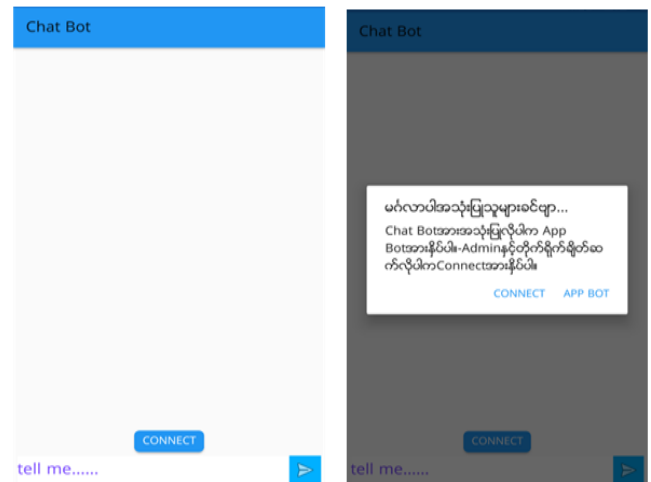 Chat Bot
CONNECT
tell me......
Chat Bot
မင်္ဂလာပါအသုံးပြုသူများခင်ဗျာ...
Chat Botအားအသုံးပြုလိုပါက App
Botအားနှိပ်ပါ။-Adminနှင့်တိုက်ရိုက်ချိတ်ဆ
က်လိုပါကConnectအားနှိပ်ပါ။
CONNECT APP BOT
CONNECT
tell me......